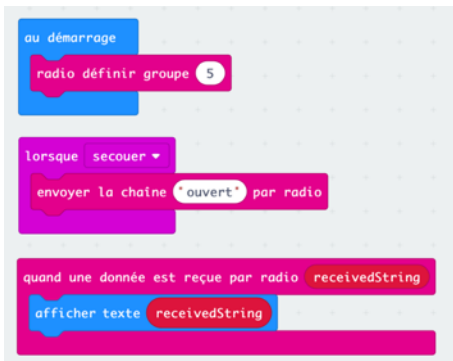 au démarrage
radio définir groupe 5
lorsque secouer
envoyer la chaîne "ouvert" par radio
quand une donnée est reçue par radio receivedString
afficher texte receivedString